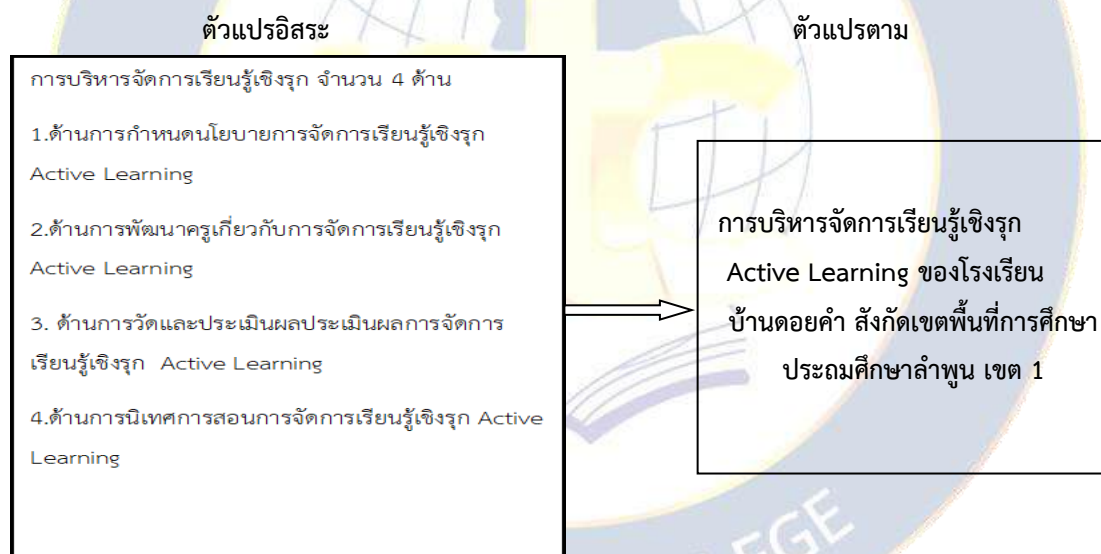 ตัวแปรอิสระ
ตัวแปรตาม
การบริหารจัดการเรียนรู้เชิงรุก จำนวน 4 ด้าน
1.ด้านการกำหนดนโยบายการจัดการเรียนรู้เชิงรุก
Active Learning
2.ด้านการพัฒนาครูเกี่ยวกับการจัดการเรียนรู้เชิงรุก
Active Learning
3. ด้านการวัดและประเมินผลประเมินผลการจัดการ
เรียนรู้เชิงรุก Active Learning
4.ด้านการนิเทศการสอนการจัดการเรียนรู้เชิงรุก Active
Learning
การบริหารจัดการเรียนรู้เชิงรุก
Active Learning ของโรงเรียน
บ้านดอยคำ สังกัดเขตพื้นที่การศึกษา
ประถมศึกษาลำพูน เขต 1